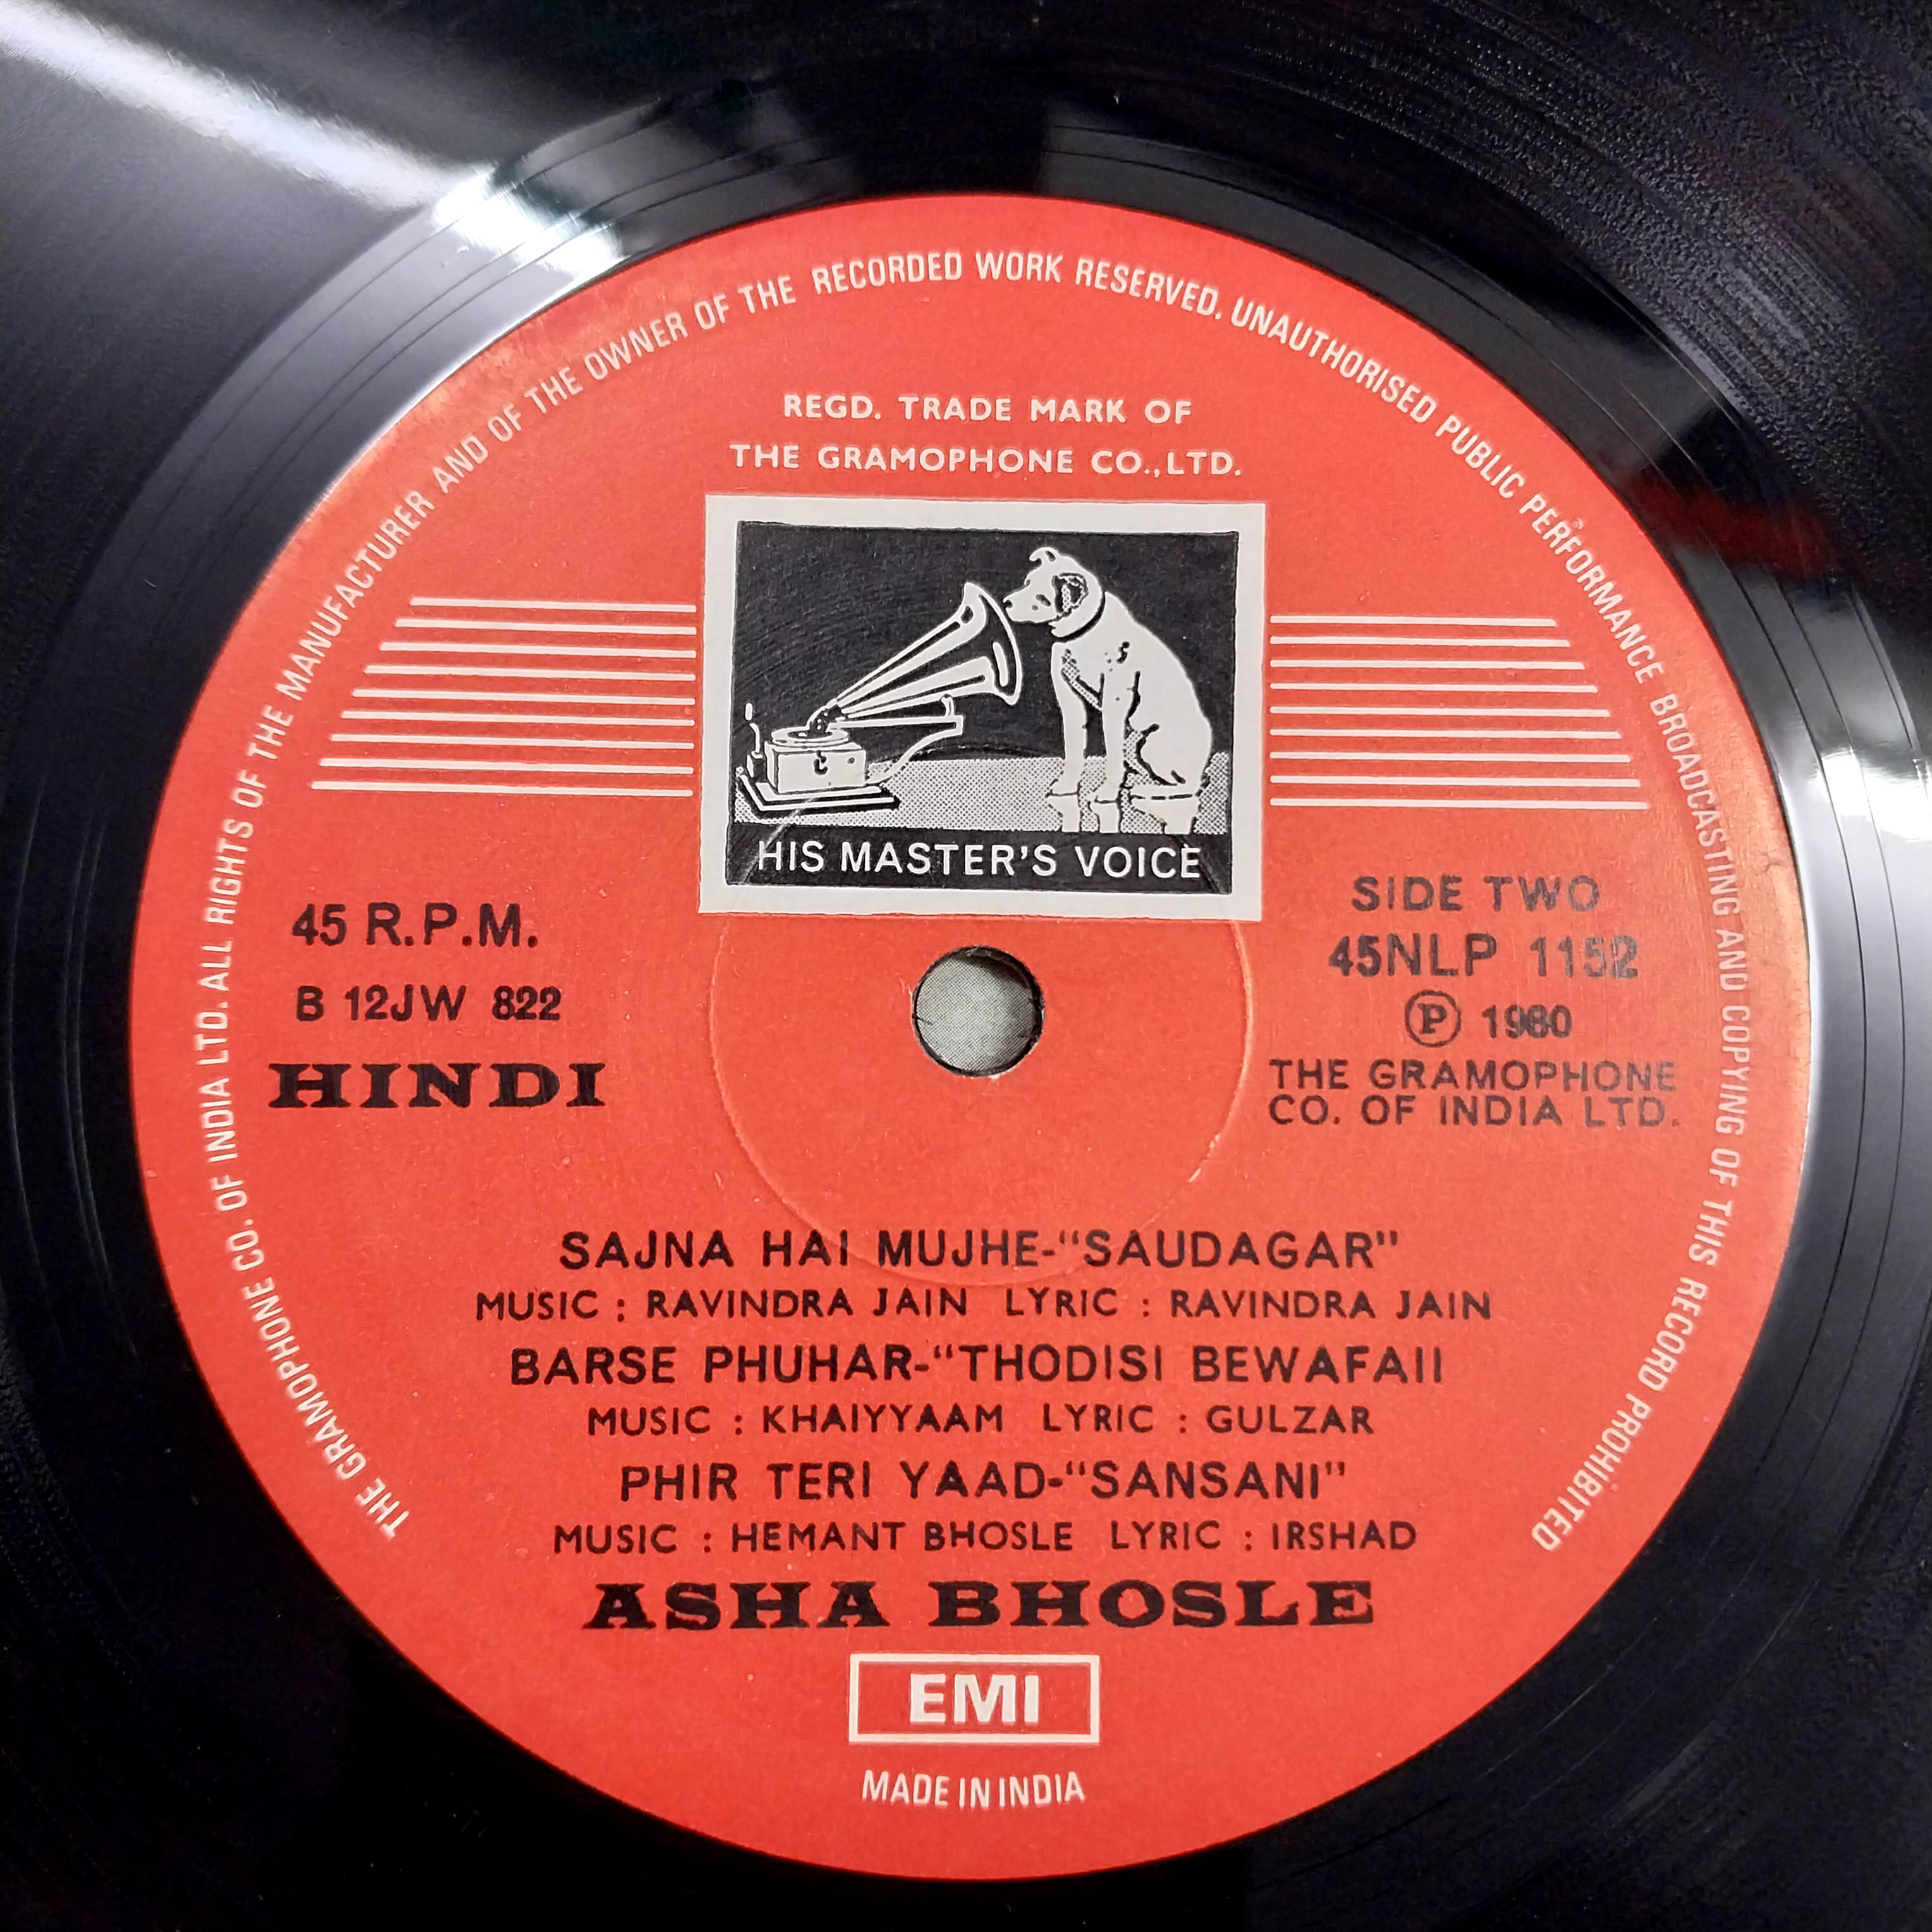 THE GRAMOPHONE CO. OF INDIA LTD. ALL RIGHTS OF THE MANUFACTURER AND OF THE OWNER OF THE RECORDED WORK RESERVED. UNAUTHORISED PUBLIC PERFORMANCE BROADCASTING AND COPYING OF THIS RECORD PROHIBITED
REGD. TRADE MARK OF
THE GRAMOPHONE CO.,LTD.
HIS MASTER'S VOICE
45 R.P.M.
B 12JW 822
HINDI
SIDE TWO
45NLP 1152
Ⓟ 1980
THE GRAMOPHONE
CO. OF INDIA LTD.
SAJNA HAI MUJHE-"SAUDAGAR"
MUSIC : RAVINDRA JAIN LYRIC : RAVINDRA JAIN
BARSE PHUHAR-"THODISI BEWAFAII
MUSIC : KHAIYYAAM LYRIC : GULZAR
PHIR TERI YAAD-"SANSANI"
MUSIC : HEMANT BHOSLE LYRIC : IRSHAD
ASHA BHOSLE
EMI
MADE IN INDIA